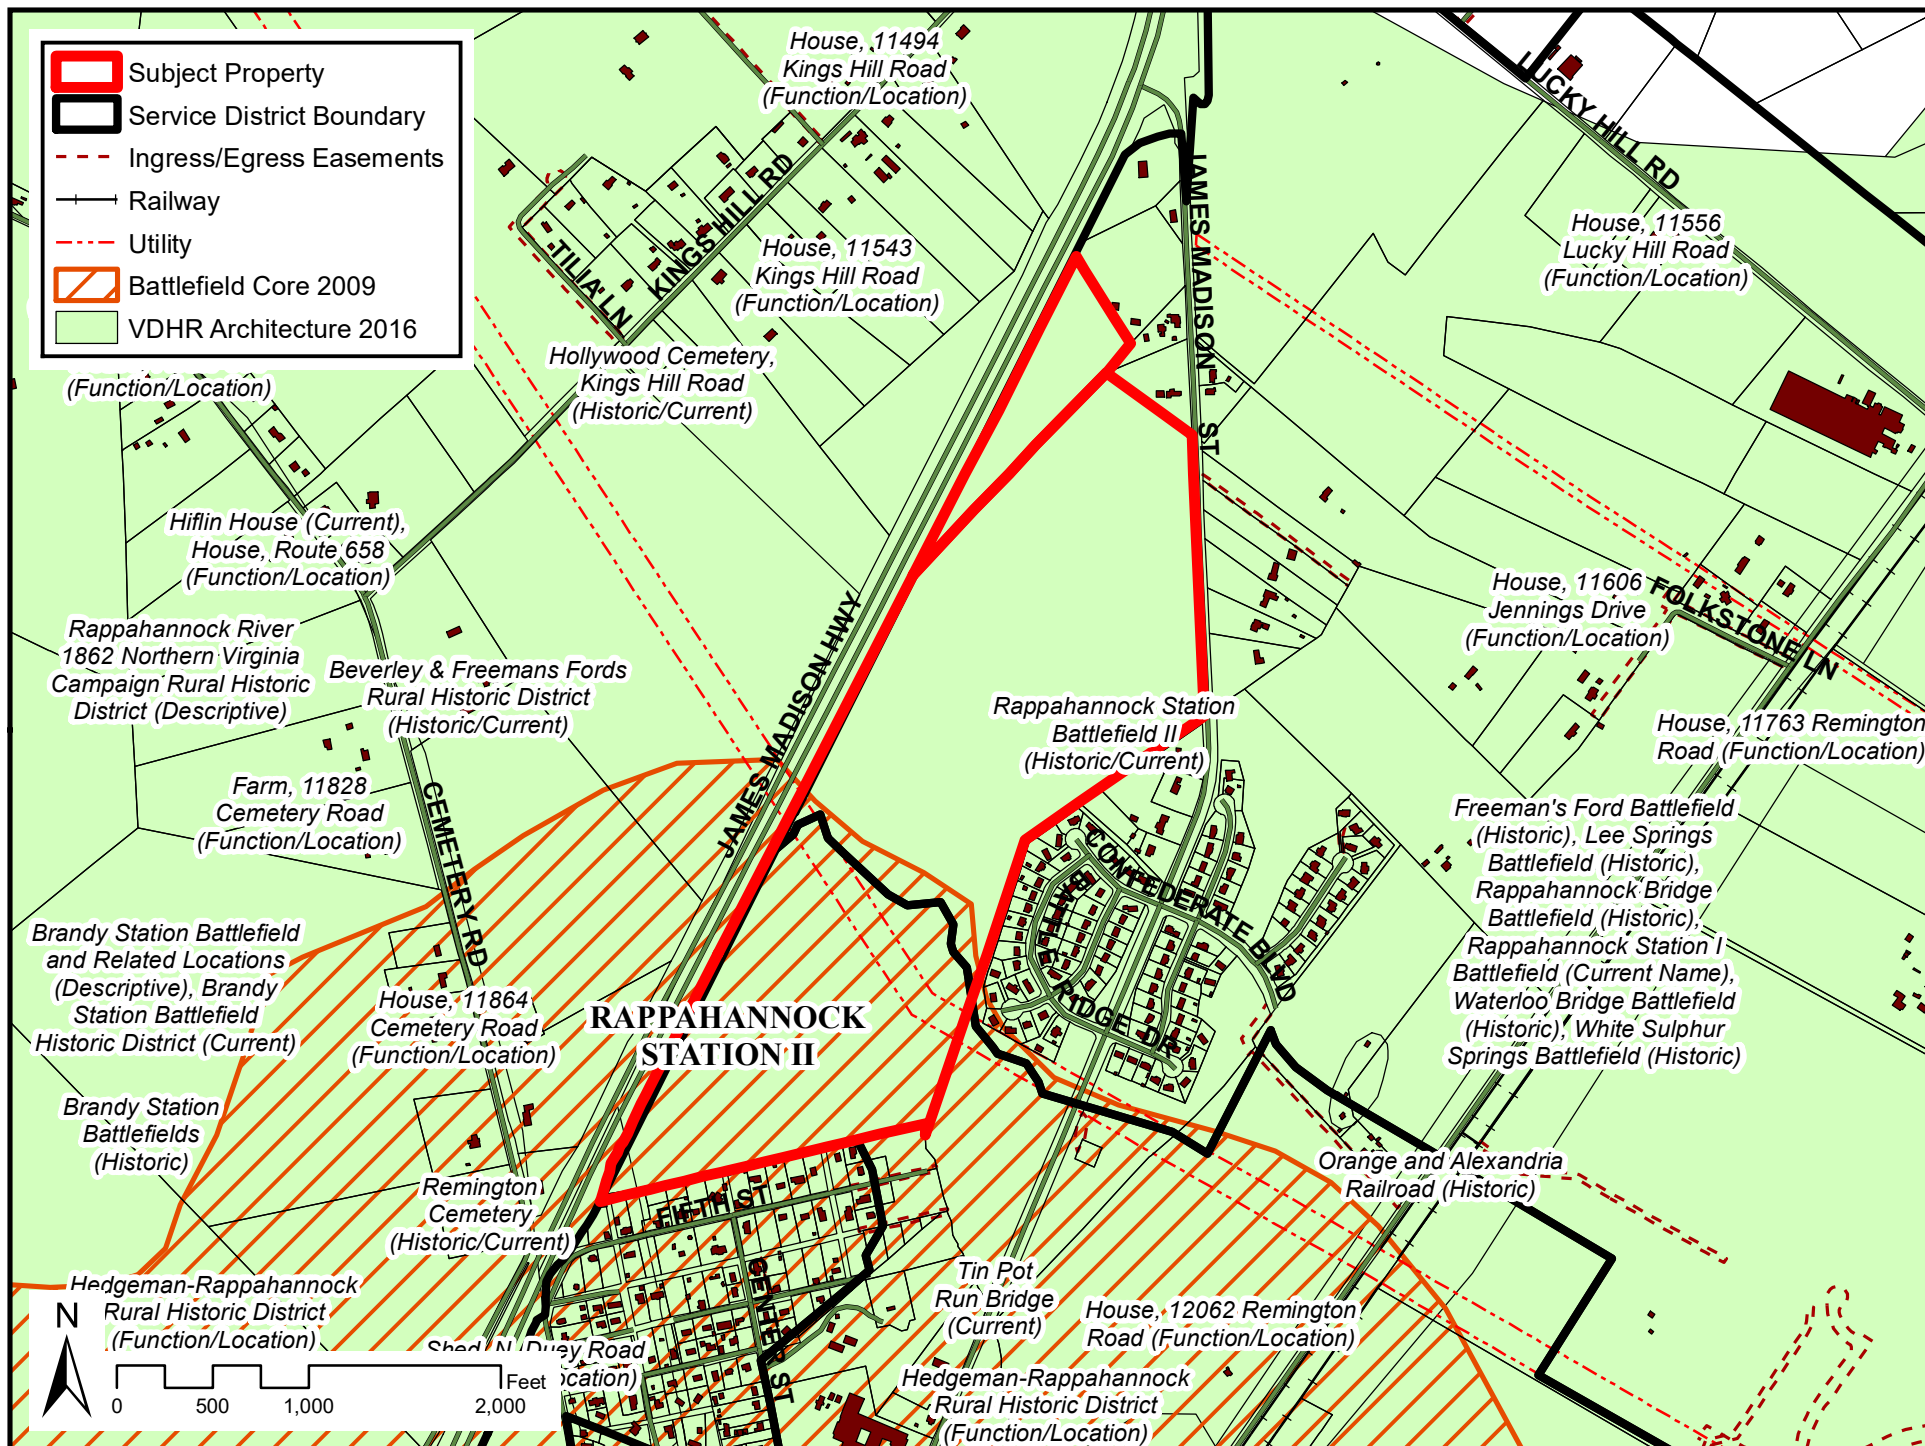 Subject Property
Service District Boundary
Ingress/Egress Easements
Railway
Utility
Battlefield Core 2009
VDHR Architecture 2016
(Function/Location)
House, 11494
Kings Hill Road
(Function/Location)
LUCKY HILL RD
KINGS HILL RD
TILIA LN
JAMES MADISON ST
House, 11543
Kings Hill Road
(Function/Location)
House, 11556
Lucky Hill Road
(Function/Location)
Hollywood Cemetery,
Kings Hill Road
(Historic/Current)
Hiflin House (Current),
House, Route 658
(Function/Location)
Rappahannock River
1862 Northern Virginia
Campaign Rural Historic
District (Descriptive)
Beverley & Freemans Fords
Rural Historic District
(Historic/Current)
JAMES MADISON HWY
House, 11606
Jennings Drive
(Function/Location)
FOLKSTONE LN
Rappahannock Station
Battlefield II
(Historic/Current)
House, 11763 Remington
Road (Function/Location)
Farm, 11828
Cemetery Road
(Function/Location)
CEMETERY RD
CONFEDERATE BLVD
BATTLE RIDGE DR
Freeman's Ford Battlefield
(Historic), Lee Springs
Battlefield (Historic),
Rappahannock Bridge
Battlefield (Historic),
Rappahannock Station I
Battlefield (Current Name),
Waterloo Bridge Battlefield
(Historic), White Sulphur
Springs Battlefield (Historic)
Brandy Station Battlefield
and Related Locations
(Descriptive), Brandy
Station Battlefield
Historic District (Current)
House, 11864
Cemetery Road
(Function/Location)
RAPPAHANNOCK
STATION II
Brandy Station
Battlefields
(Historic)
Remington
Cemetery
(Historic/Current)
FIFTH ST
CENTER ST
Orange and Alexandria
Railroad (Historic)
Hedgeman-Rappahannock
Rural Historic District
(Function/Location)
Shed, N. Duey Road
ocation)
Tin Pot
Run Bridge
(Current)
House, 12062 Remington
Road (Function/Location)
Hedgeman-Rappahannock
Rural Historic District
(Function/Location)
N
Feet
0 500 1,000 2,000